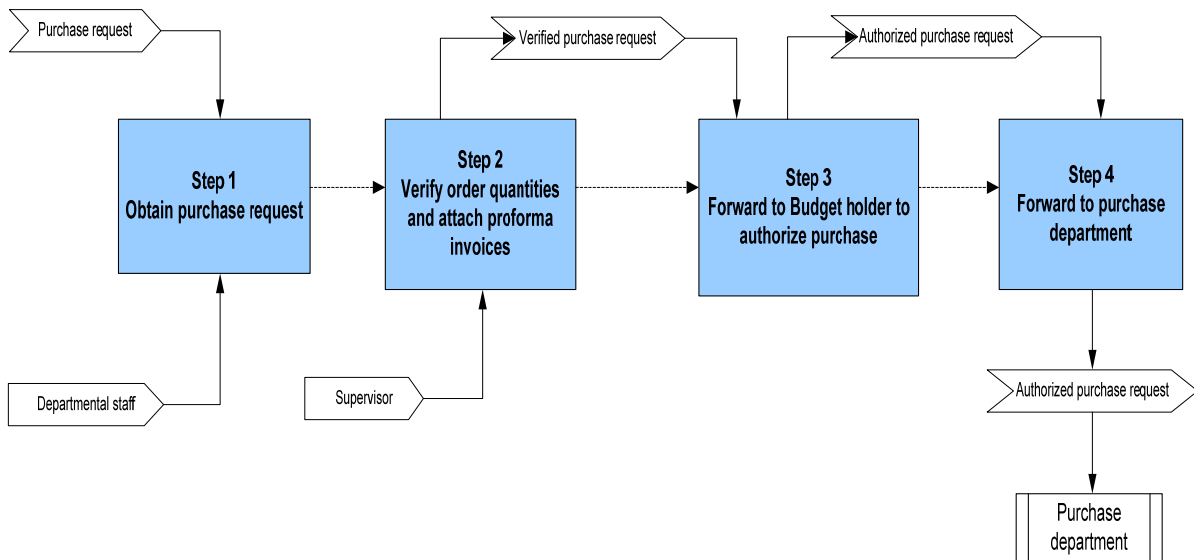 Purchase request
Verified purchase request
Authorized purchase request
Step 1
Obtain purchase request
Step 2
Verify order quantities
and attach proforma
invoices
Step 3
Forward to Budget holder to
authorize purchase
Step 4
Forward to purchase
department
Departmental staff
Supervisor
Authorized purchase request
Purchase
department